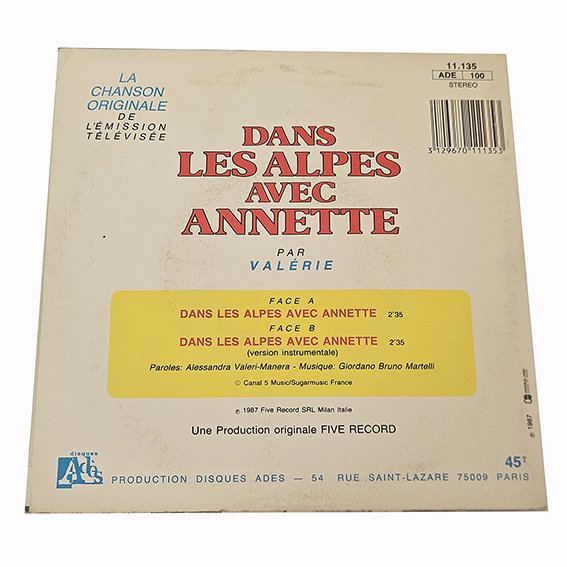 LA
CHANSON
ORIGINALE
DE
L'ÉMISSION
TÉLÉVISÉE
11.135
ADE 100
STEREO
3 129670 111353
DANS
LES ALPES
AVEC
ANNETTE
PAR
VALÉRIE
FACE A
DANS LES ALPES AVEC ANNETTE 2'35
FACE B
DANS LES ALPES AVEC ANNETTE 2'35
(version instrumentale)
Paroles: Alessandra Valeri-Manera - Musique: Giordano Bruno Martelli
© Canal 5 Music/Sugarmusic France
℗ 1987 Five Record SRL Milan Italie
Une Production originale FIVE RECORD
℗ 1987
disques
Adès
PRODUCTION DISQUES ADES — 54 RUE SAINT-LAZARE 75009 PARIS
45T